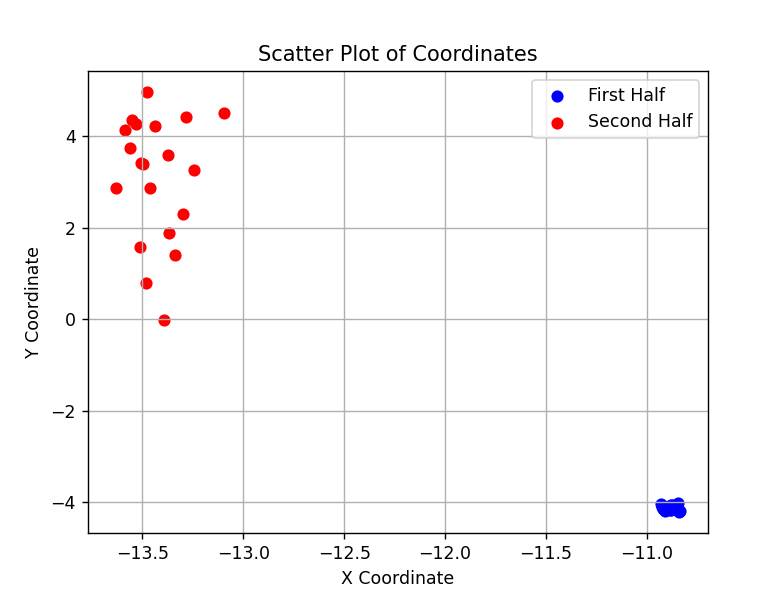 Scatter Plot of Coordinates
First Half
Second Half
4
2
0
−2
−4
Y Coordinate
−13.5 −13.0 −12.5 −12.0 −11.5 −11.0
X Coordinate